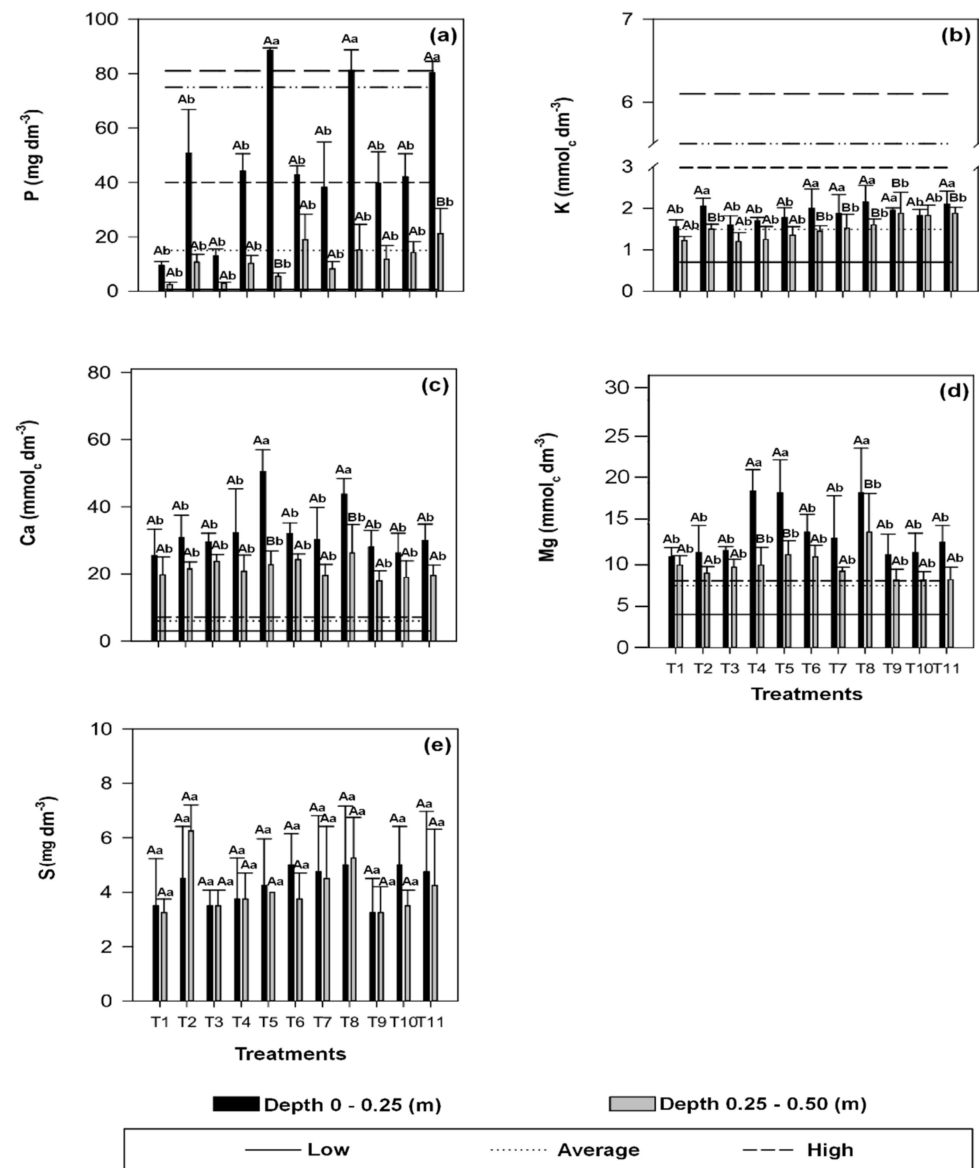 (a)
P (mg dm-3)
100
80
60
40
20
0
Ab Ab Ab Ab Ab Ab Ab Ab Aa Bb Ab Ab Ab Ab Aa Ab Ab Ab Ab Ab Aa Bb
(b)
K (mmolc dm-3)
7
6
3
2
1
0
Ab Ab Aa Bb Ab Ab Ab Ab Ab Ab Aa Ab Aa Bb Aa Ab Aa Bb Ab Ab Aa Ab
(c)
Ca (mmolc dm-3)
80
60
40
20
0
Ab Ab Ab Ab Ab Ab Ab Ab Aa Bb Ab Ab Ab Ab Aa Bb Ab Ab Ab Ab Ab Ab
(d)
Mg (mmolc dm-3)
30
25
20
15
10
5
0
Ab Ab Ab Ab Ab Ab Aa Bb Aa Bb Ab Ab Ab Ab Aa Bb Ab Ab Ab Ab Ab Ab
T1 T2 T3 T4 T5 T6 T7 T8 T9 T10 T11
Treatments
(e)
S(mg dm-3)
10
8
6
4
2
0
Aa Aa Aa Aa Aa Aa Aa Aa Aa Aa Aa Aa Aa Aa Aa Aa Aa Aa Aa Aa Aa Aa
T1 T2 T3 T4 T5 T6 T7 T8 T9 T10 T11
Treatments
Depth 0 - 0.25 (m)
Depth 0.25 - 0.50 (m)
Low
Average
High